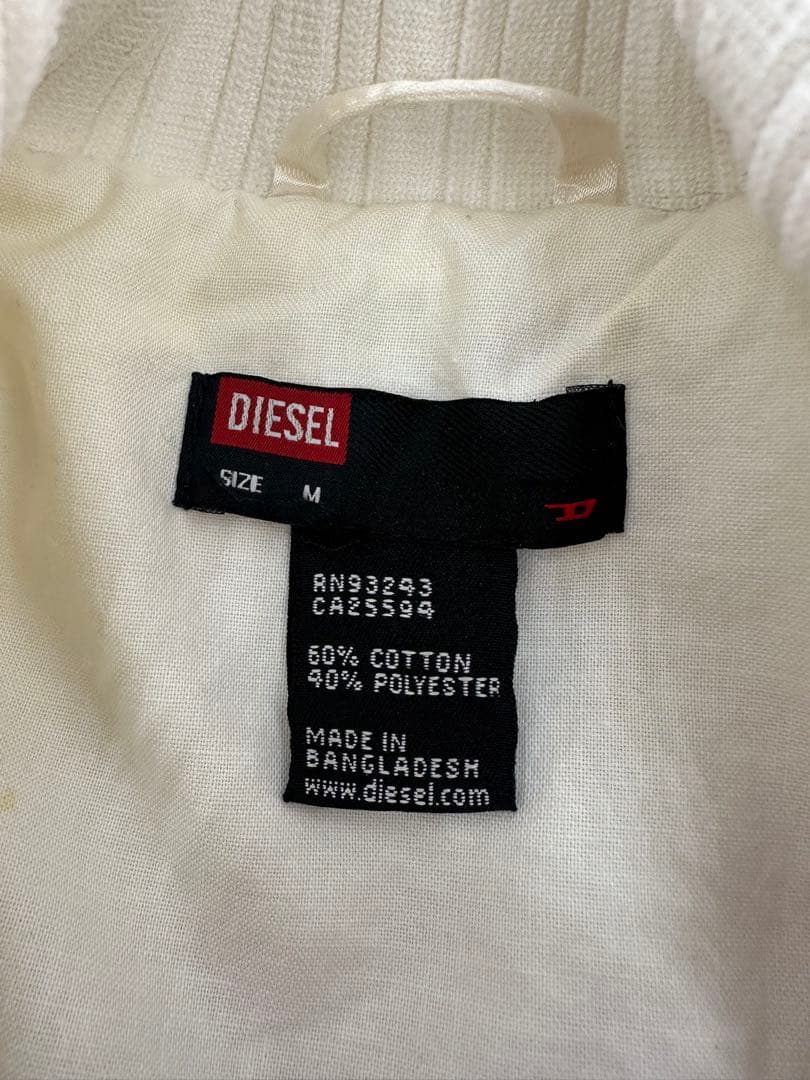 DIESEL
SIZE M
D
RN93243
CA25594
60% COTTON
40% POLYESTER
MADE IN
BANGLADESH
www.diesel.com